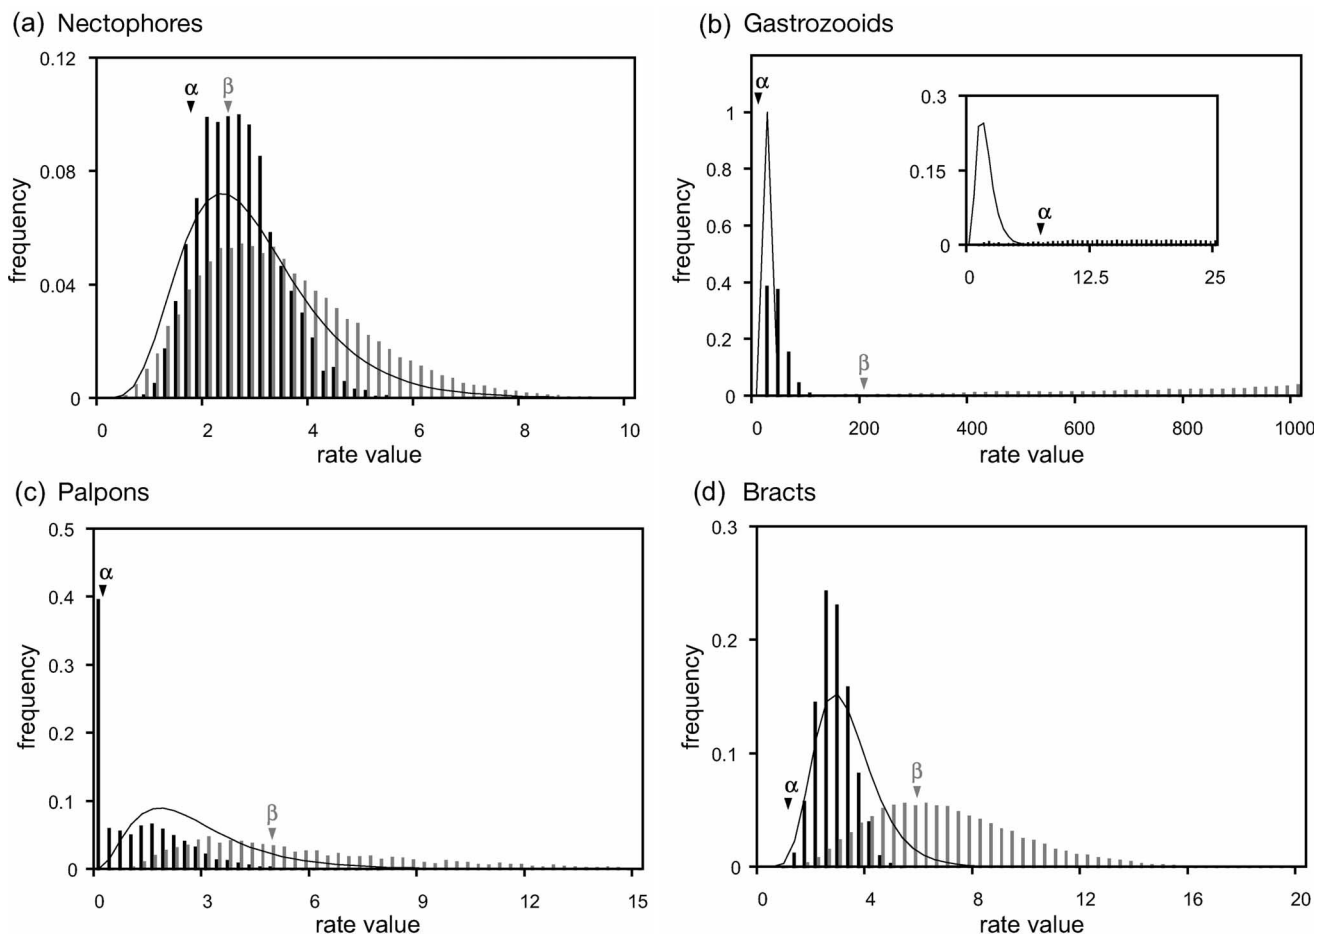 (a) Nectophores
0.12
0.08
0.04
0
frequency
α
β
0 2 4 6 8 10
rate value
(b) Gastrozooids
1
0.8
0.6
0.4
0.2
0
frequency
α
β
0.3
0.15
0
α
0 12.5 25
0 200 400 600 800 1000
rate value
(c) Palpons
0.5
0.4
0.3
0.2
0.1
0
frequency
α
β
0 3 6 9 12 15
rate value
(d) Bracts
0.3
0.2
0.1
0
frequency
α
β
0 4 8 12 16 20
rate value